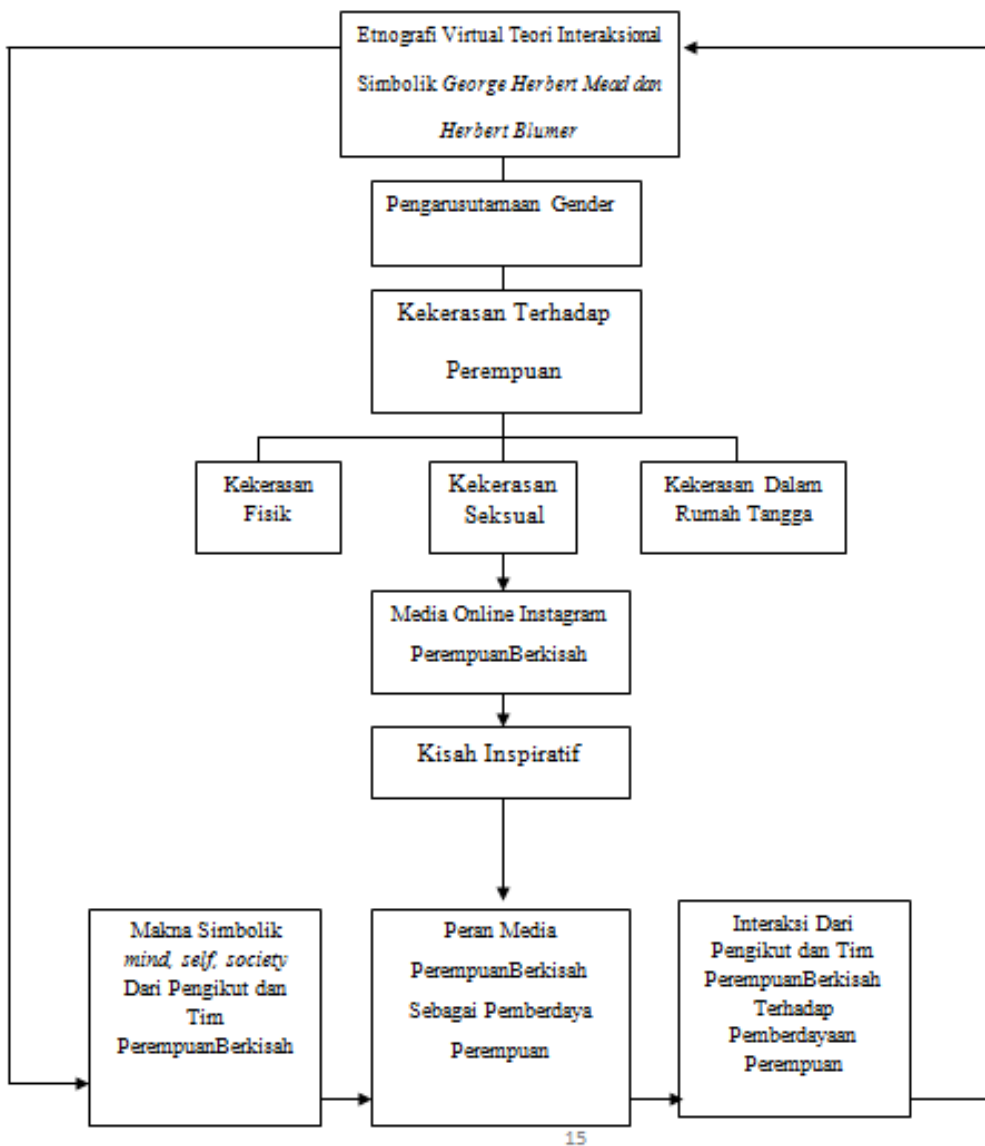 Etnografi Virtual Teori Interaksional
Simbolik George Herbert Mead dan
Herbert Blumer
Pengarusutamaan Gender
Kekerasan Terhadap
Perempuan
Kekerasan
Fisik
Kekerasan
Seksual
Kekerasan Dalam
Rumah Tangga
Media Online Instagram
PerempuanBerkisah
Kisah Inspiratif
Makna Simbolik
mind, self, society
Dari Pengikut dan
Tim
PerempuanBerkisah
Peran Media
PerempuanBerkisah
Sebagai Pemberdaya
Perempuan
Interaksi Dari
Pengikut dan Tim
PerempuanBerkisah
Terhadap
Pemberdayaan
Perempuan
15